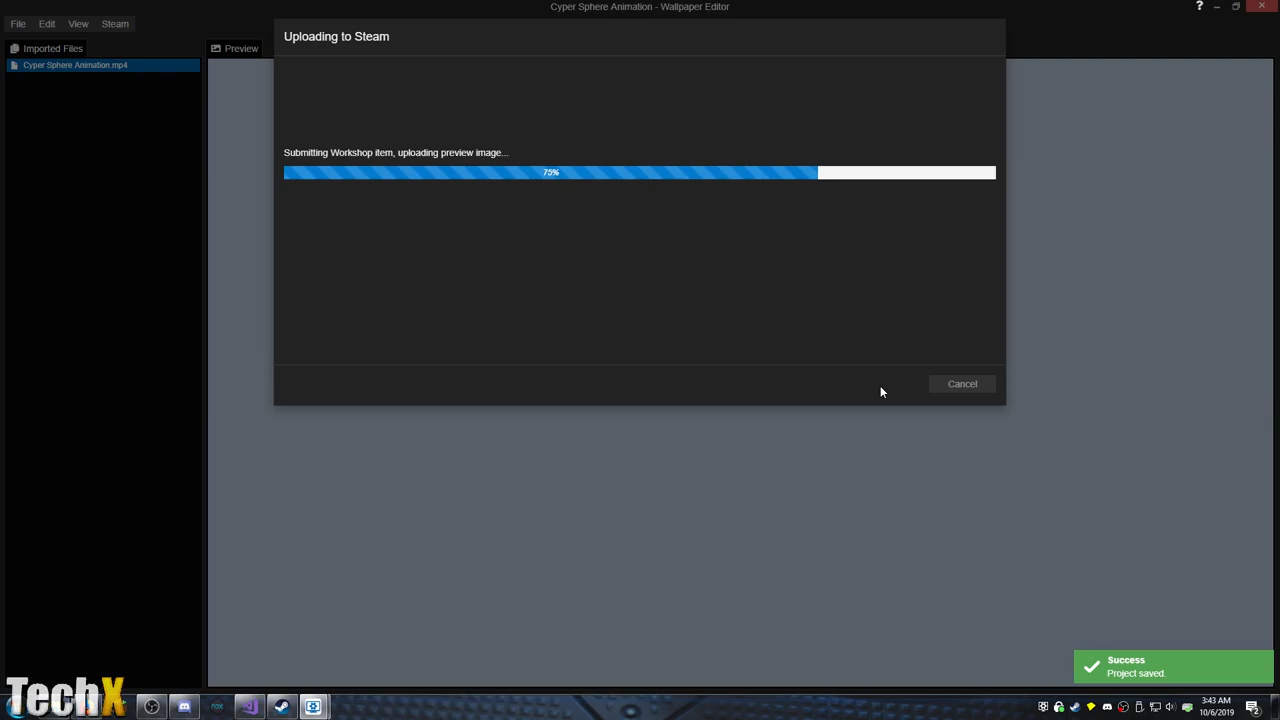 Cyper Sphere Animation - Wallpaper Editor
File Edit View Steam
Uploading to Steam
Imported Files
Preview
Cyper Sphere Animation.mp4
Submitting Workshop item, uploading preview image...
75%
Cancel
Success
Project saved.
TechX
3:43 AM
10/6/2019
2